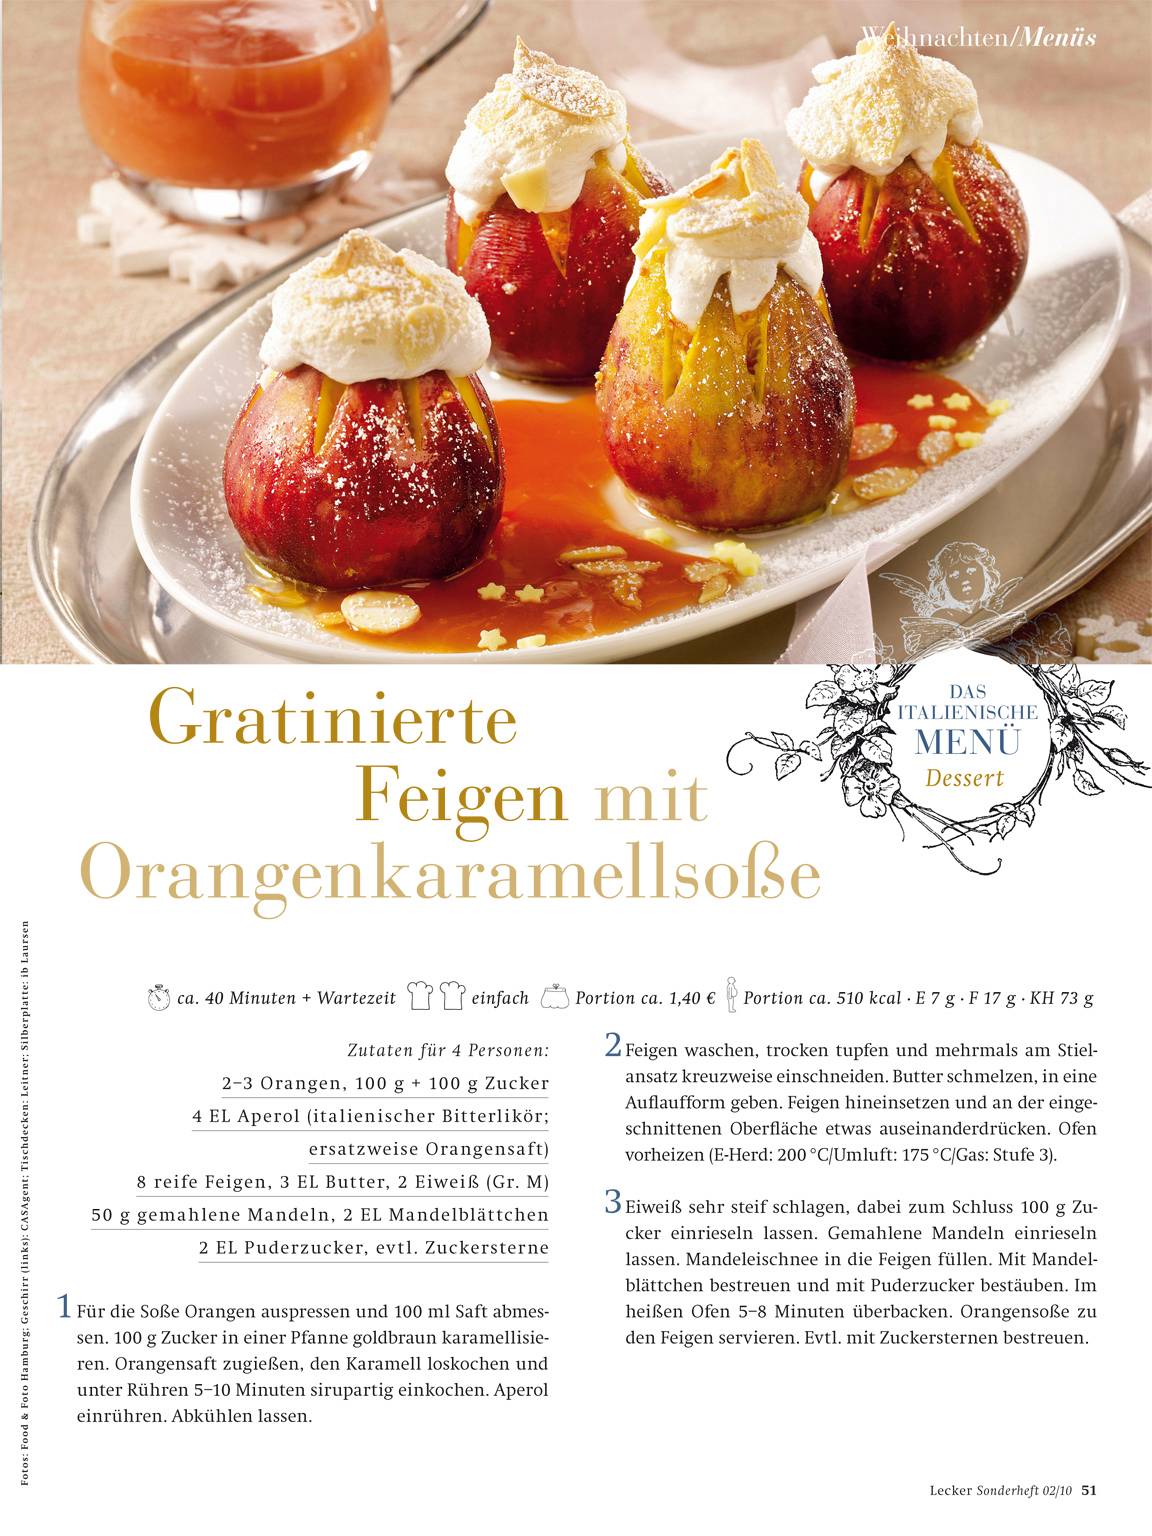 Weihnachten/Menüs
DAS
ITALIENISCHE
MENÜ
Dessert
Gratinierte
Feigen mit
Orangenkaramellsoße
ca. 40 Minuten + Wartezeit einfach Portion ca. 1,40 € Portion ca. 510 kcal · E 7 g · F 17 g · KH 73 g
Zutaten für 4 Personen:
2–3 Orangen, 100 g + 100 g Zucker
4 EL Aperol (italienischer Bitterlikör;
ersatzweise Orangensaft)
8 reife Feigen, 3 EL Butter, 2 Eiweiß (Gr. M)
50 g gemahlene Mandeln, 2 EL Mandelblättchen
2 EL Puderzucker, evtl. Zuckersterne
1 Für die Soße Orangen auspressen und 100 ml Saft abmes-
sen. 100 g Zucker in einer Pfanne goldbraun karamellisie-
ren. Orangensaft zugießen, den Karamell loskochen und
unter Rühren 5–10 Minuten sirupartig einkochen. Aperol
einrühren. Abkühlen lassen.
2 Feigen waschen, trocken tupfen und mehrmals am Stiel-
ansatz kreuzweise einschneiden. Butter schmelzen, in eine
Auflaufform geben. Feigen hineinsetzen und an der einge-
schnittenen Oberfläche etwas auseinanderdrücken. Ofen
vorheizen (E-Herd: 200 °C/Umluft: 175 °C/Gas: Stufe 3).
3 Eiweiß sehr steif schlagen, dabei zum Schluss 100 g Zu-
cker einrieseln lassen. Gemahlene Mandeln einrieseln
lassen. Mandeleischnee in die Feigen füllen. Mit Mandel-
blättchen bestreuen und mit Puderzucker bestäuben. Im
heißen Ofen 5–8 Minuten überbacken. Orangensoße zu
den Feigen servieren. Evtl. mit Zuckersternen bestreuen.
Fotos: Food & Foto Hamburg; Geschirr (links): CASAgent; Tischdecken: Leitner; Silberplatte: ib Laursen
Lecker Sonderheft 02/10 51